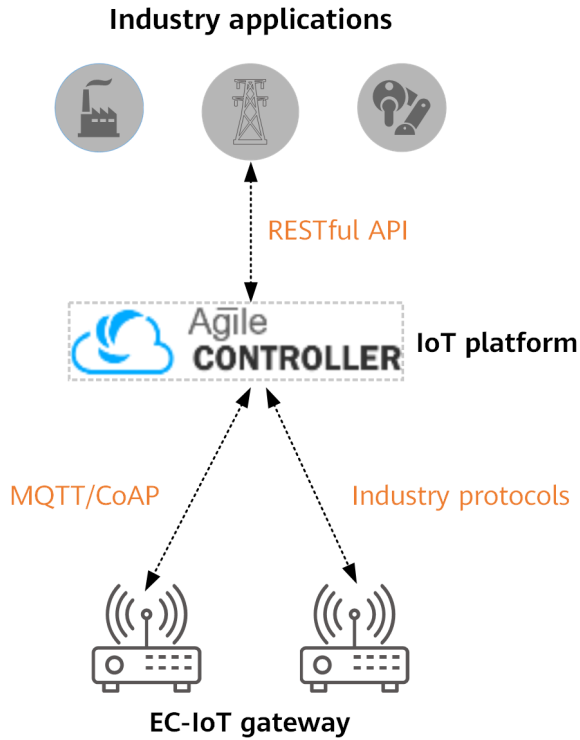 Industry applications
RESTful API
Agile
CONTROLLER
IoT platform
MQTT/CoAP
Industry protocols
EC-IoT gateway